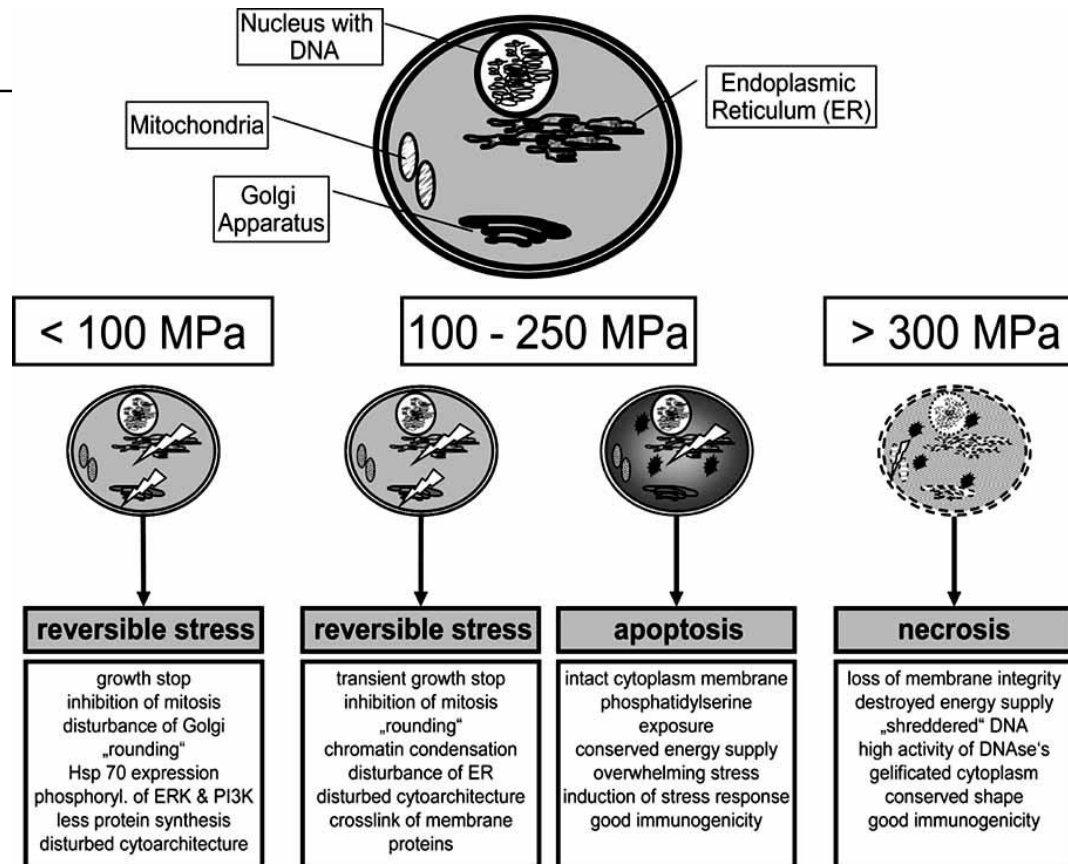 Nucleus with
DNA
Mitochondria
Golgi
Apparatus
Endoplasmic
Reticulum (ER)
< 100 MPa
100 - 250 MPa
> 300 MPa
reversible stress
growth stop
inhibition of mitosis
disturbance of Golgi
„rounding“
Hsp 70 expression
phosphoryl. of ERK & PI3K
less protein synthesis
disturbed cytoarchitecture
reversible stress
transient growth stop
inhibition of mitosis
„rounding“
chromatin condensation
disturbance of ER
disturbed cytoarchitecture
crosslink of membrane
proteins
apoptosis
intact cytoplasm membrane
phosphatidylserine
exposure
conserved energy supply
overwhelming stress
induction of stress response
good immunogenicity
necrosis
loss of membrane integrity
destroyed energy supply
„shreddered“ DNA
high activity of DNAse's
gelificated cytoplasm
conserved shape
good immunogenicity